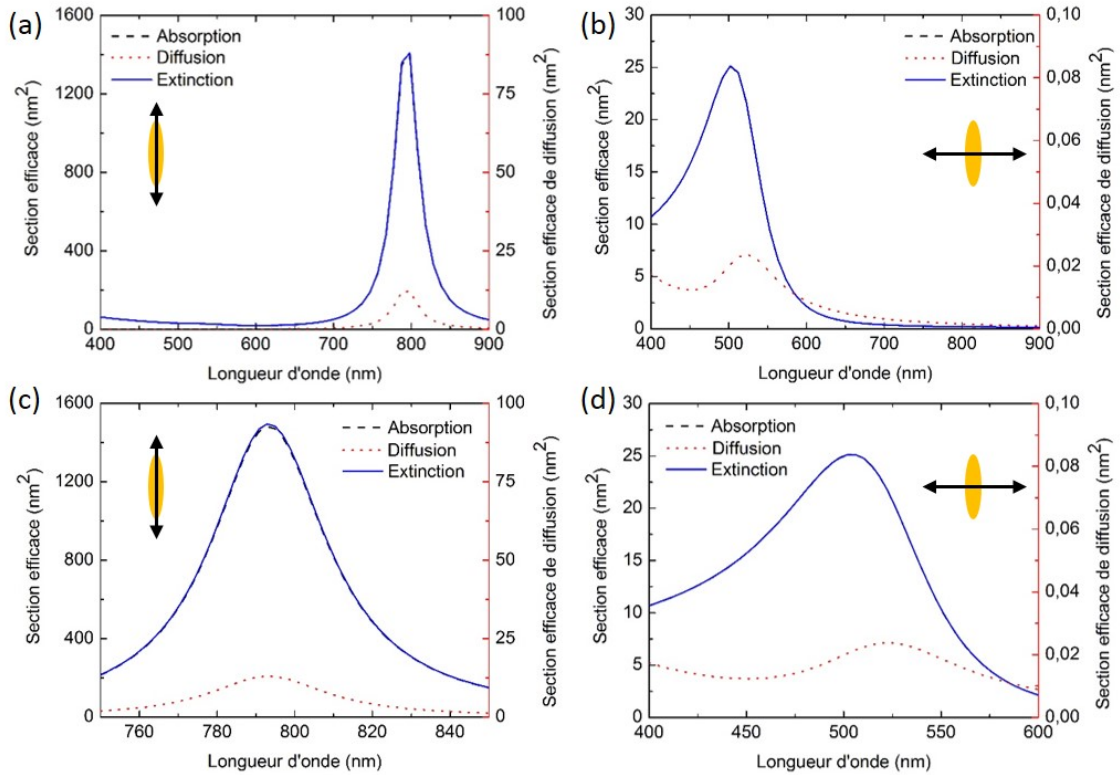 (a)
Absorption
Diffusion
Extinction
Section efficace (nm²)
1600
1400
1200
1000
800
600
400
200
0
100
75
50
25
0
Section efficace de diffusion (nm²)
400 500 600 700 800 900
Longueur d'onde (nm)
(b)
Absorption
Diffusion
Extinction
Section efficace (nm²)
30
25
20
15
10
5
0
0,10
0,08
0,06
0,04
0,02
0,00
Section efficace de diffusion (nm²)
400 500 600 700 800 900
Longueur d'onde (nm)
(c)
Absorption
Diffusion
Extinction
Section efficace (nm²)
1600
1200
800
400
0
100
75
50
25
0
Section efficace de diffusion (nm²)
760 780 800 820 840
Longueur d'onde (nm)
(d)
Absorption
Diffusion
Extinction
Section efficace (nm²)
30
25
20
15
10
5
0
0,10
0,08
0,06
0,04
0,02
0,00
Section efficace de diffusion (nm²)
400 450 500 550 600
Longueur d'onde (nm)